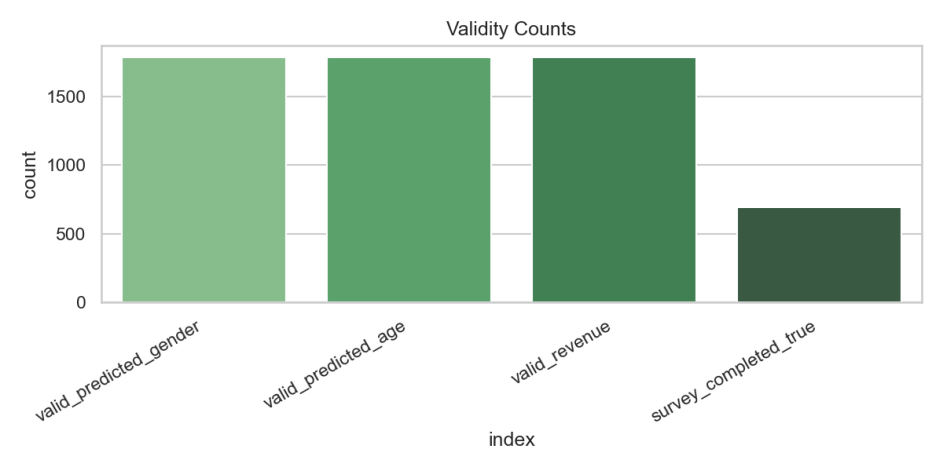 Validity Counts
count
1500
1000
500
0
valid_predicted_gender
valid_predicted_age
valid_revenue
survey_completed_true
index